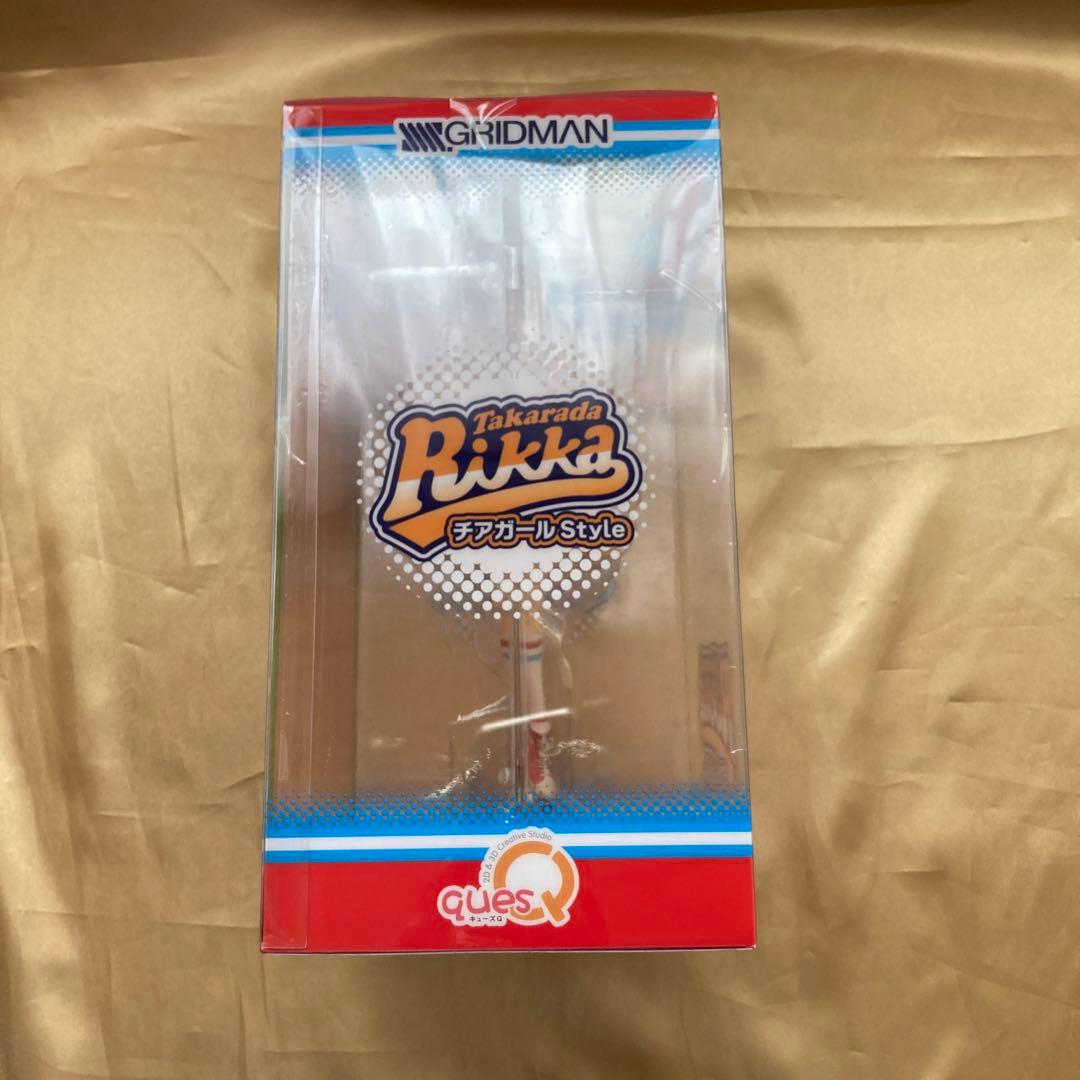 GRIDMAN
Takarada
Rikka
チアガールStyle
2D & 3D Creative Studio
quesQ
キューズQ